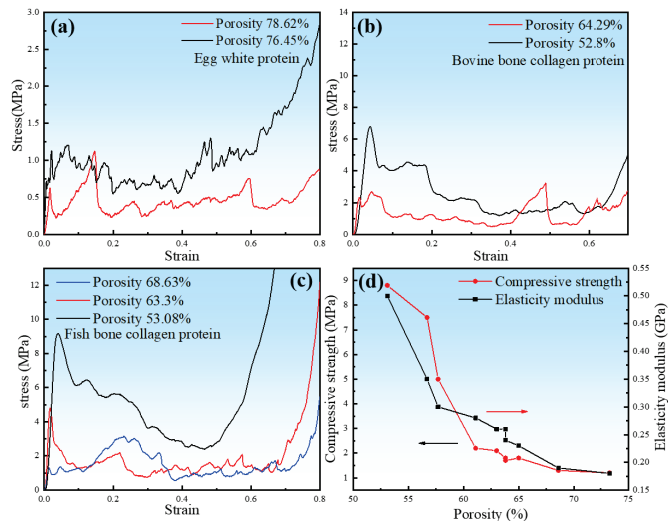 (a)
Porosity 78.62%
Porosity 76.45%
Egg white protein
Stress(MPa)
3.0
2.5
2.0
1.5
1.0
0.5
0.0
0.0 0.2 0.4 0.6 0.8
Strain
(b)
Porosity 64.29%
Porosity 52.8%
Bovine bone collagen protein
stress (MPa)
14
12
10
8
6
4
2
0
0.0 0.2 0.4 0.6
Strain
(c)
Porosity 68.63%
Porosity 63.3%
Porosity 53.08%
Fish bone collagen protein
stress (MPa)
12
10
8
6
4
2
0
0.0 0.2 0.4 0.6 0.8
Strain
(d)
Compressive strength
Elasticity modulus
Compressive strength (MPa)
9
8
7
6
5
4
3
2
1
0.55
0.50
0.45
0.40
0.35
0.30
0.25
0.20
0.15
Elasticity modulus (GPa)
50 55 60 65 70 75
Porosity (%)